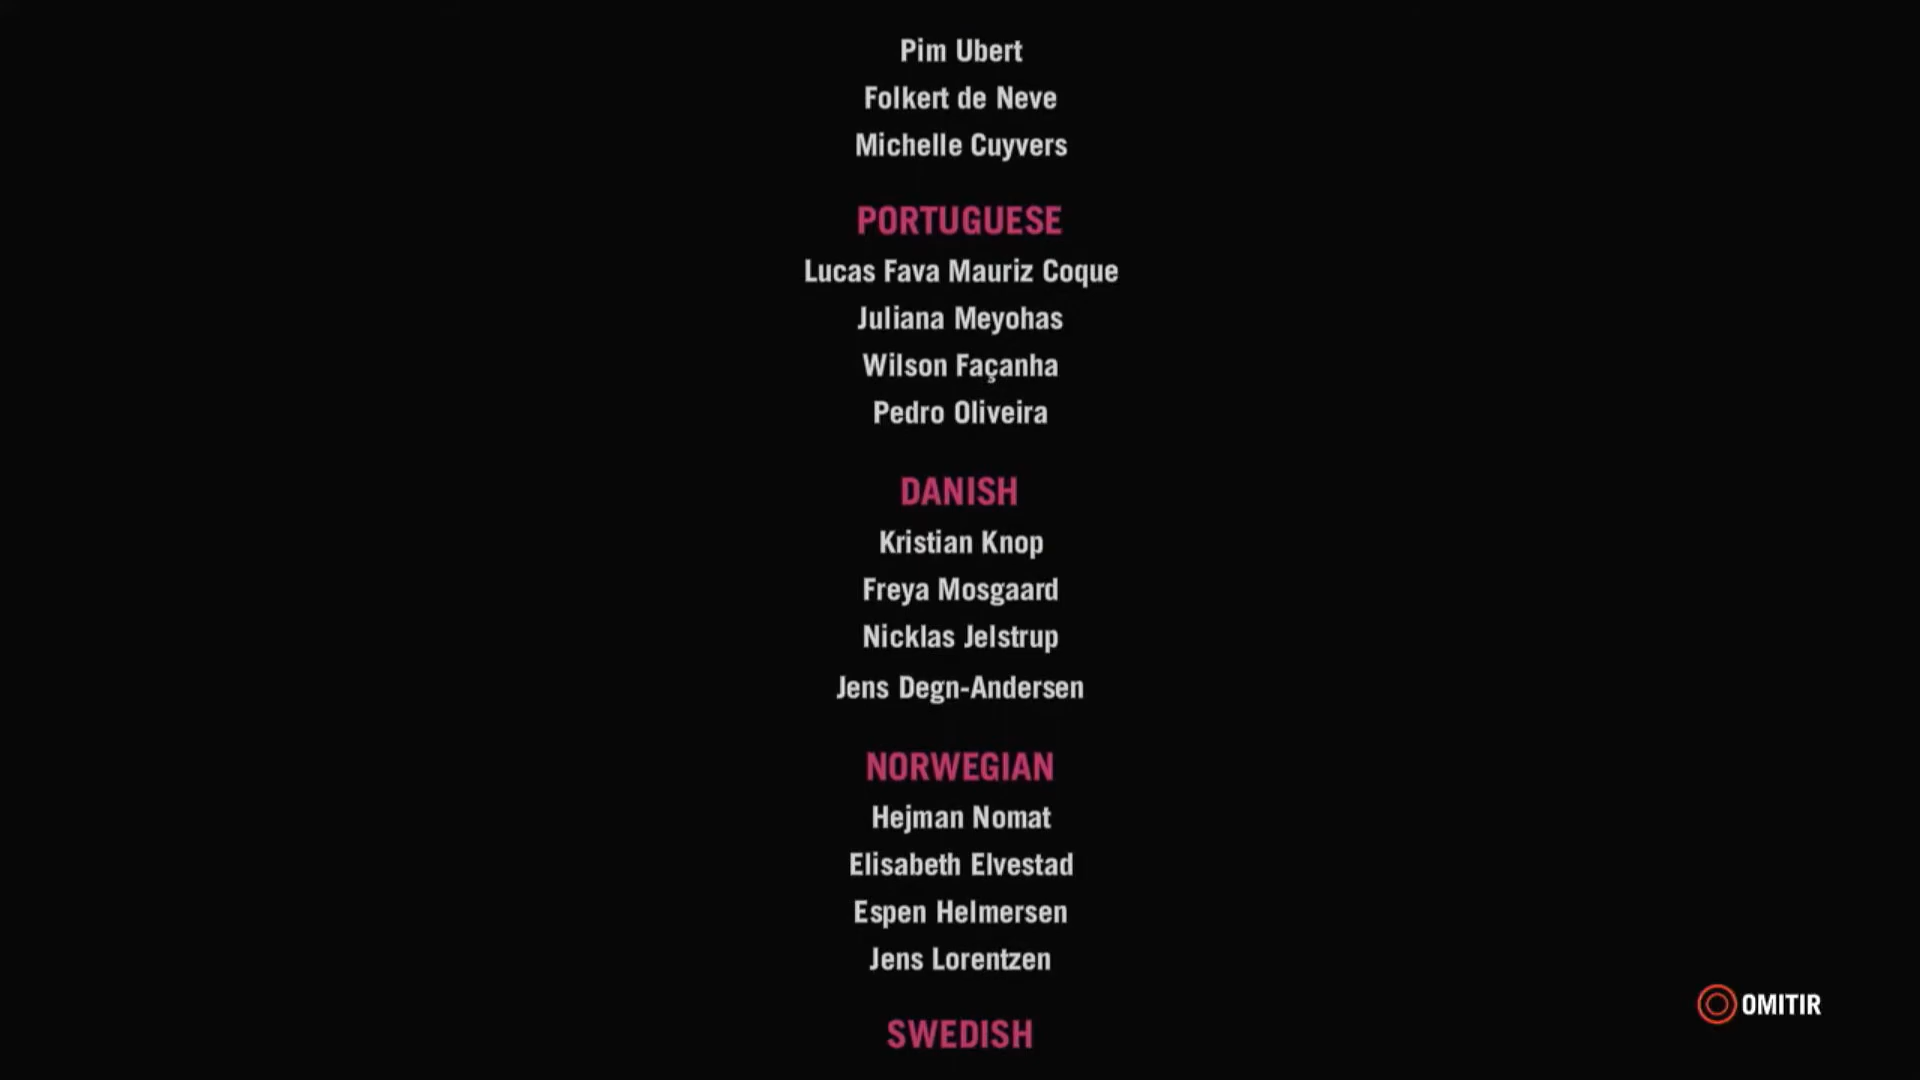 Pim Ubert
Folkert de Neve
Michelle Cuyvers
PORTUGUESE
Lucas Fava Mauriz Coque
Juliana Meyohas
Wilson Façanha
Pedro Oliveira
DANISH
Kristian Knop
Freya Mosgaard
Nicklas Jelstrup
Jens Degn-Andersen
NORWEGIAN
Hejman Nomat
Elisabeth Elvestad
Espen Helmersen
Jens Lorentzen
OMITIR
SWEDISH